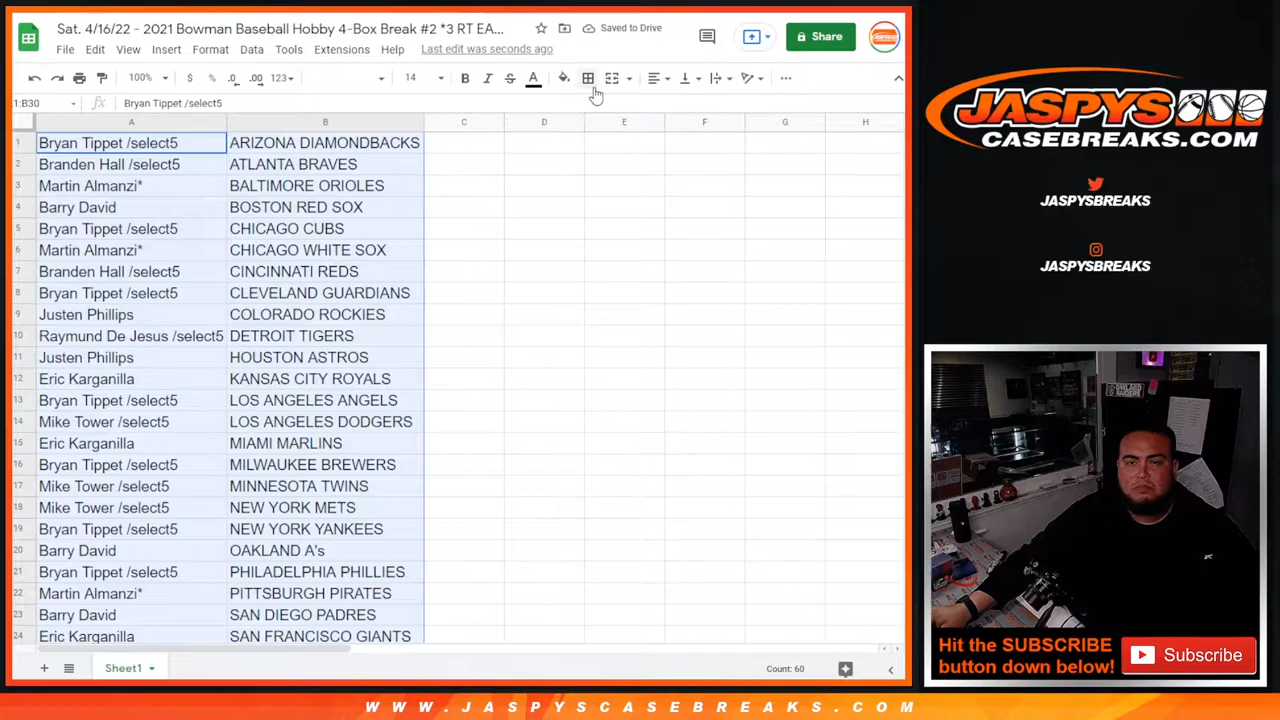 Sat. 4/16/22 - 2021 Bowman Baseball Hobby 4-Box Break #2 *3 RT EA...
Saved to Drive
Share
File Edit View Insert Format Data Tools Extensions Help Last edit was seconds ago
100% $ % .0 .00 123 14 B I S A
1:B30 fx Bryan Tippet /select5
A B C D E F G H
1 Bryan Tippet /select5 ARIZONA DIAMONDBACKS
2 Branden Hall /select5 ATLANTA BRAVES
3 Martin Almanzi* BALTIMORE ORIOLES
4 Barry David BOSTON RED SOX
5 Bryan Tippet /select5 CHICAGO CUBS
6 Martin Almanzi* CHICAGO WHITE SOX
7 Branden Hall /select5 CINCINNATI REDS
8 Bryan Tippet /select5 CLEVELAND GUARDIANS
9 Justen Phillips COLORADO ROCKIES
10 Raymund De Jesus /select5 DETROIT TIGERS
11 Justen Phillips HOUSTON ASTROS
12 Eric Karganilla KANSAS CITY ROYALS
13 Bryan Tippet /select5 LOS ANGELES ANGELS
14 Mike Tower /select5 LOS ANGELES DODGERS
15 Eric Karganilla MIAMI MARLINS
16 Bryan Tippet /select5 MILWAUKEE BREWERS
17 Mike Tower /select5 MINNESOTA TWINS
18 Mike Tower /select5 NEW YORK METS
19 Bryan Tippet /select5 NEW YORK YANKEES
20 Barry David OAKLAND A's
21 Bryan Tippet /select5 PHILADELPHIA PHILLIES
22 Martin Almanzi* PITTSBURGH PIRATES
23 Barry David SAN DIEGO PADRES
24 Eric Karganilla SAN FRANCISCO GIANTS
Sheet1
Count: 60
JASPYS
CASEBREAKS.COM
JASPYSBREAKS
JASPYSBREAKS
Hit the SUBSCRIBE
button down below!
Subscribe
WWW.JASPYSCASEBREAKS.COM